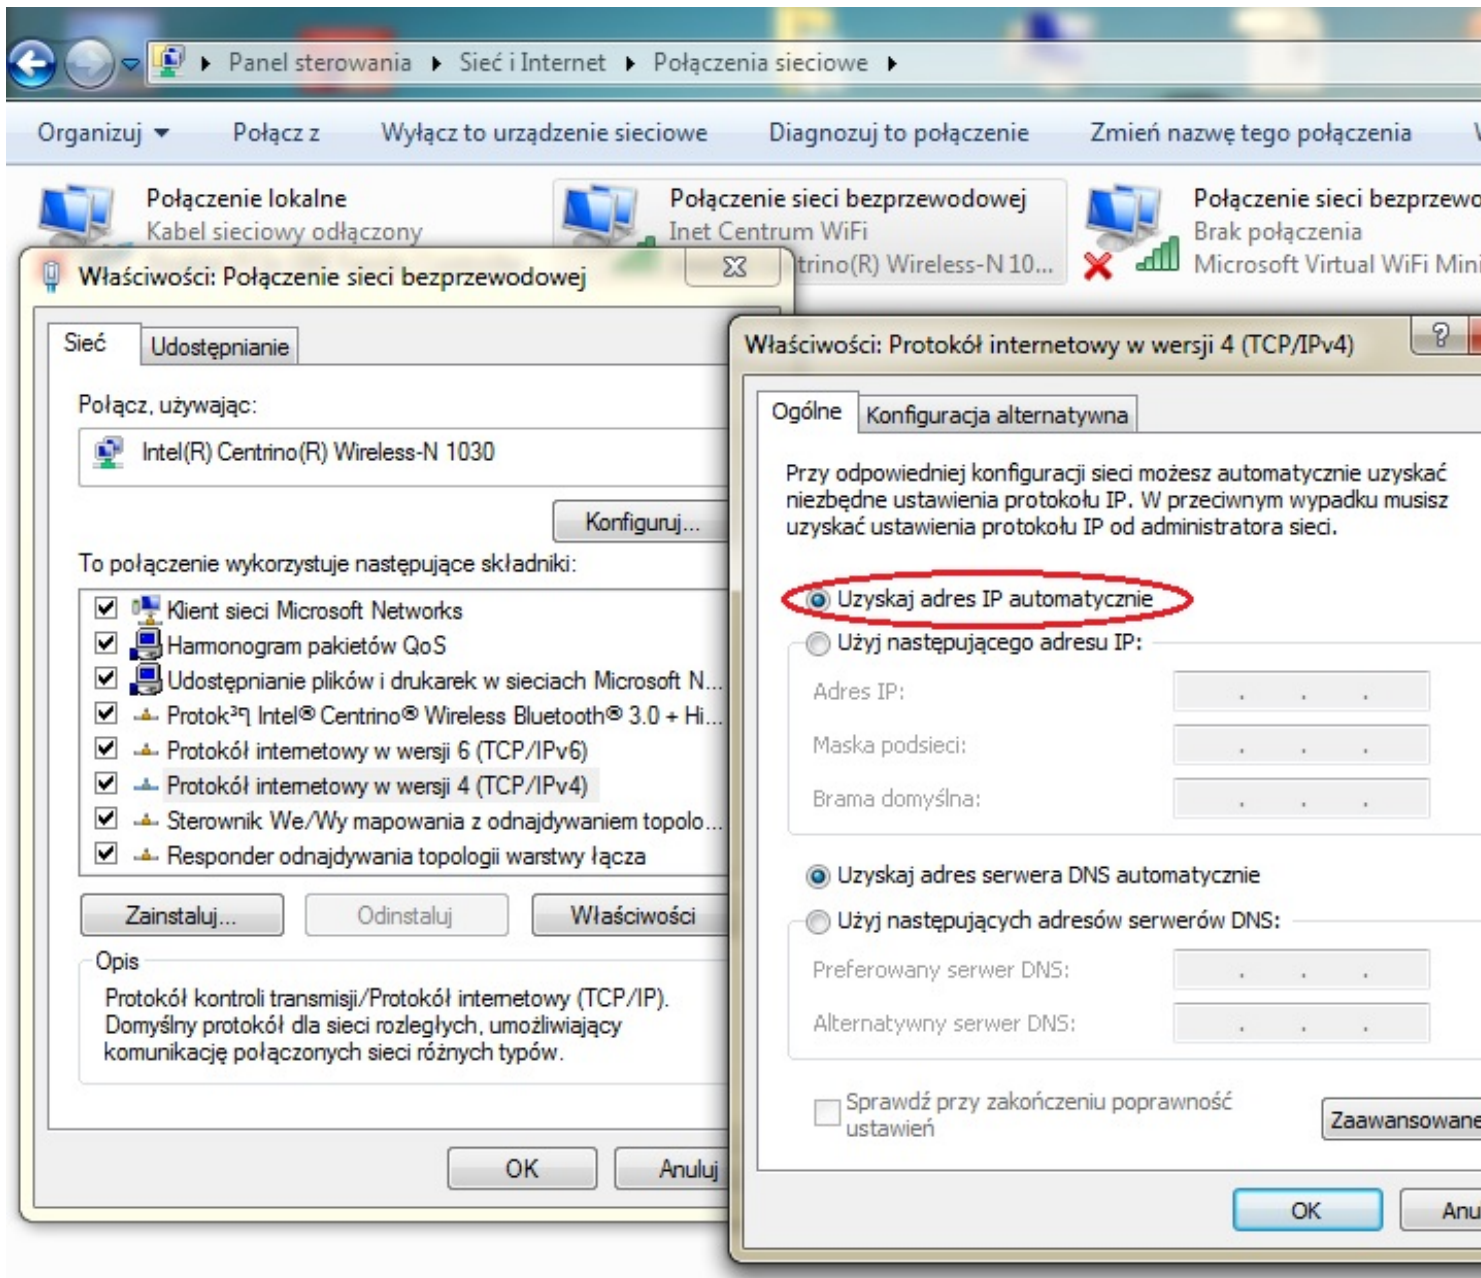 Panel sterowania Sieć i Internet Połączenia sieciowe
Organizuj Połącz z Wyłącz to urządzenie sieciowe Diagnozuj to połączenie Zmień nazwę tego połączenia
Połączenie lokalne
Kabel sieciowy odłączony
Połączenie sieci bezprzewodowej
Inet Centrum WiFi
trino(R) Wireless-N 10...
Połączenie sieci bezprzewo
Brak połączenia
Microsoft Virtual WiFi Mini
Właściwości: Połączenie sieci bezprzewodowej
Sieć Udostępnianie
Połącz, używając:
Intel(R) Centrino(R) Wireless-N 1030
Konfiguruj...
To połączenie wykorzystuje następujące składniki:
Klient sieci Microsoft Networks
Harmonogram pakietów QoS
Udostępnianie plików i drukarek w sieciach Microsoft N...
Protok³ Intel® Centrino® Wireless Bluetooth® 3.0 + Hi...
Protokół internetowy w wersji 6 (TCP/IPv6)
Protokół internetowy w wersji 4 (TCP/IPv4)
Sterownik We/Wy mapowania z odnajdywaniem topolo...
Responder odnajdywania topologii warstwy łącza
Zainstaluj... Odinstaluj Właściwości
Opis
Protokół kontroli transmisji/Protokół internetowy (TCP/IP).
Domyślny protokół dla sieci rozległych, umożliwiający
komunikację połączonych sieci różnych typów.
OK Anuluj
Właściwości: Protokół internetowy w wersji 4 (TCP/IPv4)
Ogólne Konfiguracja alternatywna
Przy odpowiedniej konfiguracji sieci możesz automatycznie uzyskać
niezbędne ustawienia protokołu IP. W przeciwnym wypadku musisz
uzyskać ustawienia protokołu IP od administratora sieci.
Uzyskaj adres IP automatycznie
Użyj następującego adresu IP:
Adres IP:
Maska podsieci:
Brama domyślna:
Uzyskaj adres serwera DNS automatycznie
Użyj następujących adresów serwerów DNS:
Preferowany serwer DNS:
Alternatywny serwer DNS:
Sprawdź przy zakończeniu poprawność
ustawień
Zaawansowane
OK Anul